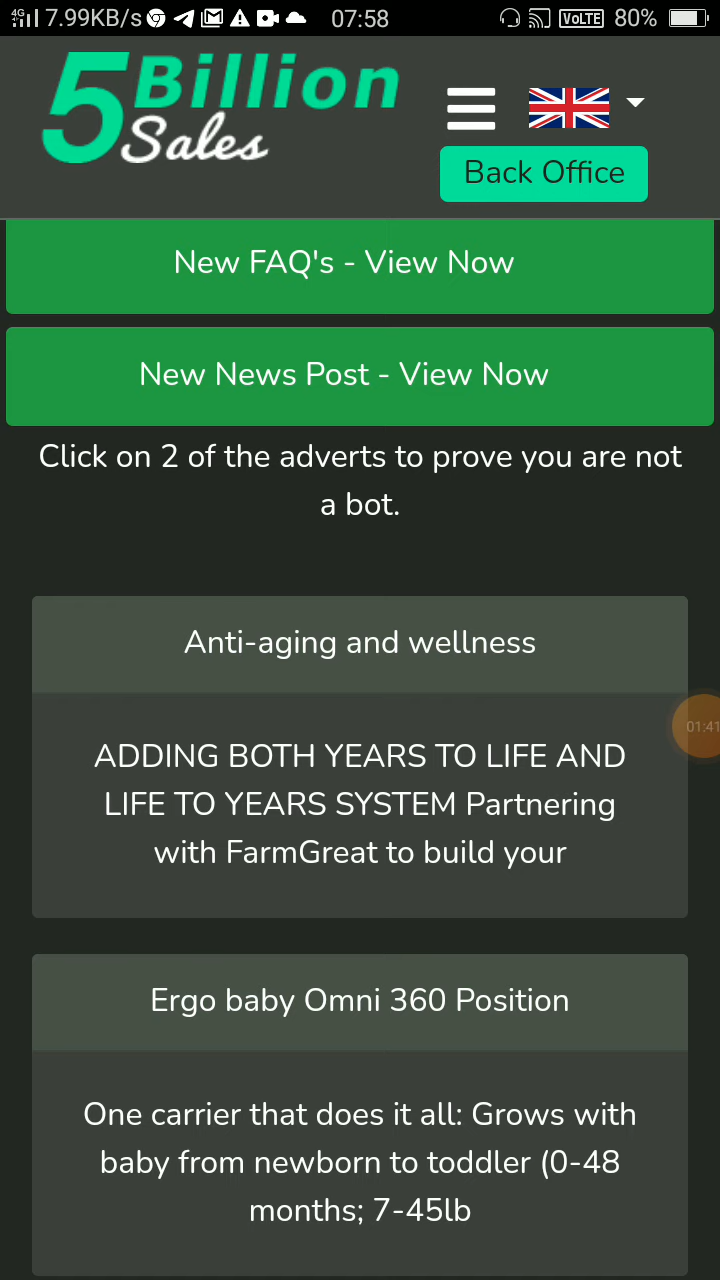 4G 7.99KB/s 07:58 VoLTE 80%
5 Billion
Sales
Back Office
New FAQ's - View Now
New News Post - View Now
Click on 2 of the adverts to prove you are not
a bot.
Anti-aging and wellness
01:41
ADDING BOTH YEARS TO LIFE AND
LIFE TO YEARS SYSTEM Partnering
with FarmGreat to build your
Ergo baby Omni 360 Position
One carrier that does it all: Grows with
baby from newborn to toddler (0-48
months; 7-45lb